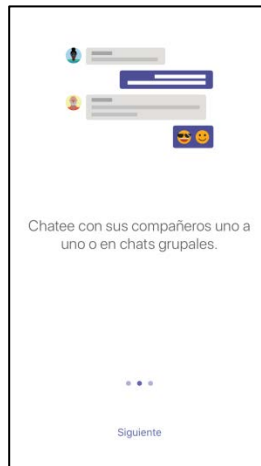 Chatee con sus compañeros uno a
uno o en chats grupales.
Siguiente